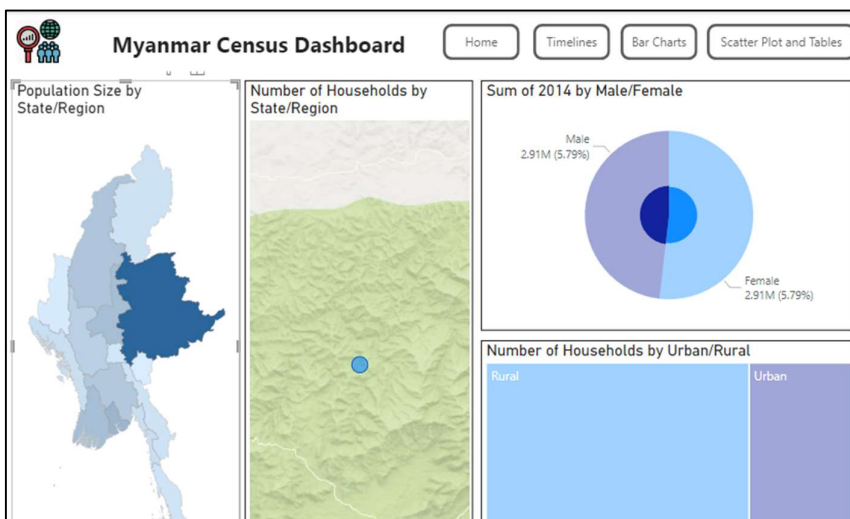 Myanmar Census Dashboard
Home
Timelines
Bar Charts
Scatter Plot and Tables
Population Size by
State/Region
Number of Households by
State/Region
Sum of 2014 by Male/Female
Male
2.91M (5.79%)
Female
2.91M (5.79%)
Number of Households by Urban/Rural
Rural
Urban